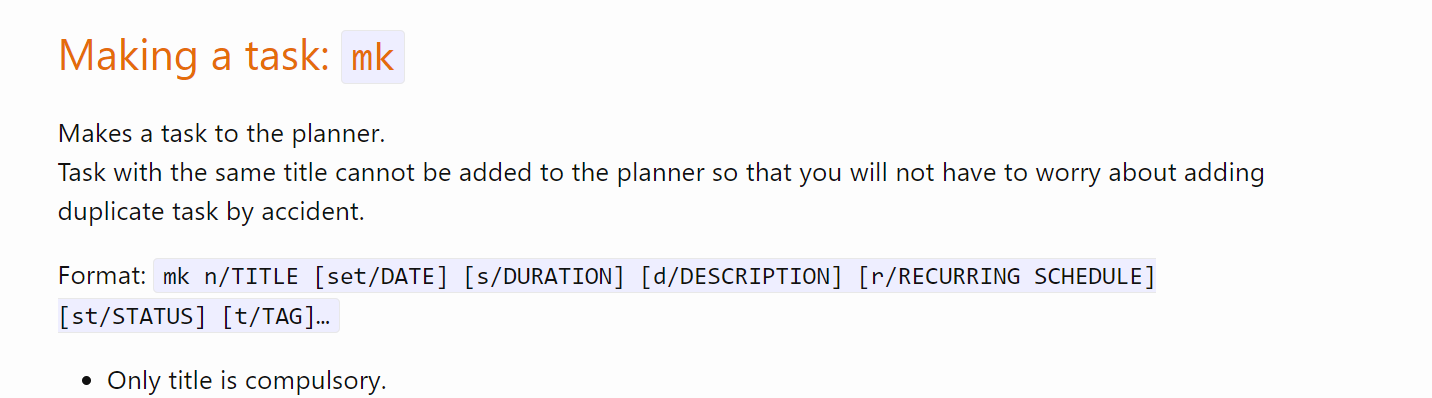 Making a task: mk
Makes a task to the planner.
Task with the same title cannot be added to the planner so that you will not have to worry about adding
duplicate task by accident.
Format: mk n/TITLE [set/DATE] [s/DURATION] [d/DESCRIPTION] [r/RECURRING SCHEDULE]
[st/STATUS] [t/TAG]…
• Only title is compulsory.